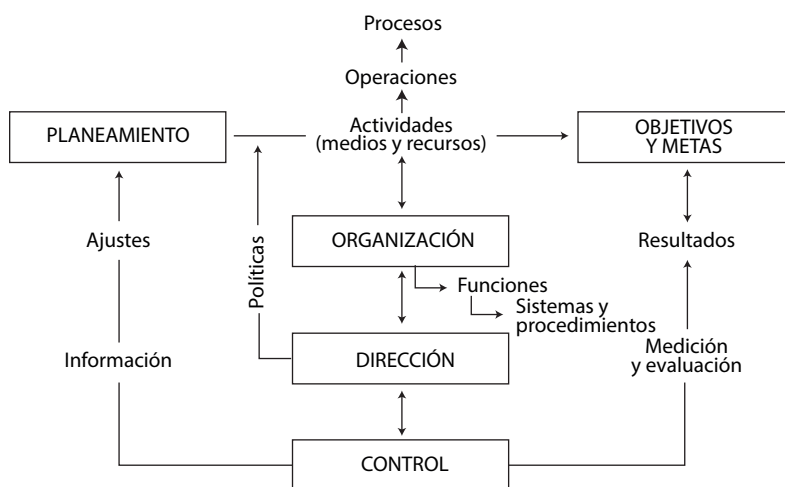 Procesos
Operaciones
PLANEAMIENTO
Actividades
(medios y recursos)
OBJETIVOS
Y METAS
Ajustes
Políticas
ORGANIZACIÓN
Resultados
Funciones
Sistemas y
procedimientos
Información
DIRECCIÓN
Medición
y evaluación
CONTROL